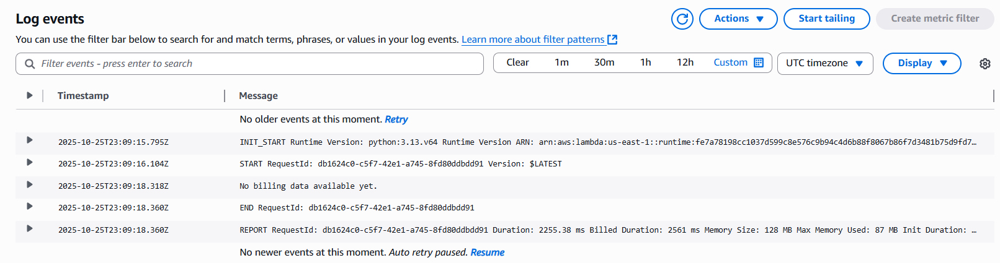 Log events
Actions
Start tailing
Create metric filter
You can use the filter bar below to search for and match terms, phrases, or values in your log events. Learn more about filter patterns
Filter events - press enter to search
Clear 1m 30m 1h 12h Custom
UTC timezone
Display
Timestamp Message
No older events at this moment. Retry
2025-10-25T23:09:15.795Z INIT_START Runtime Version: python:3.13.v64 Runtime Version ARN: arn:aws:lambda:us-east-1::runtime:fe7a78198cc1037d599c8e576c9b94c4d6b88f8067b86f7d3481b75d9fd7…
2025-10-25T23:09:16.104Z START RequestId: db1624c0-c5f7-42e1-a745-8fd80ddbdd91 Version: $LATEST
2025-10-25T23:09:18.318Z No billing data available yet.
2025-10-25T23:09:18.360Z END RequestId: db1624c0-c5f7-42e1-a745-8fd80ddbdd91
2025-10-25T23:09:18.360Z REPORT RequestId: db1624c0-c5f7-42e1-a745-8fd80ddbdd91 Duration: 2255.38 ms Billed Duration: 2561 ms Memory Size: 128 MB Max Memory Used: 87 MB Init Duration: …
No newer events at this moment. Auto retry paused. Resume